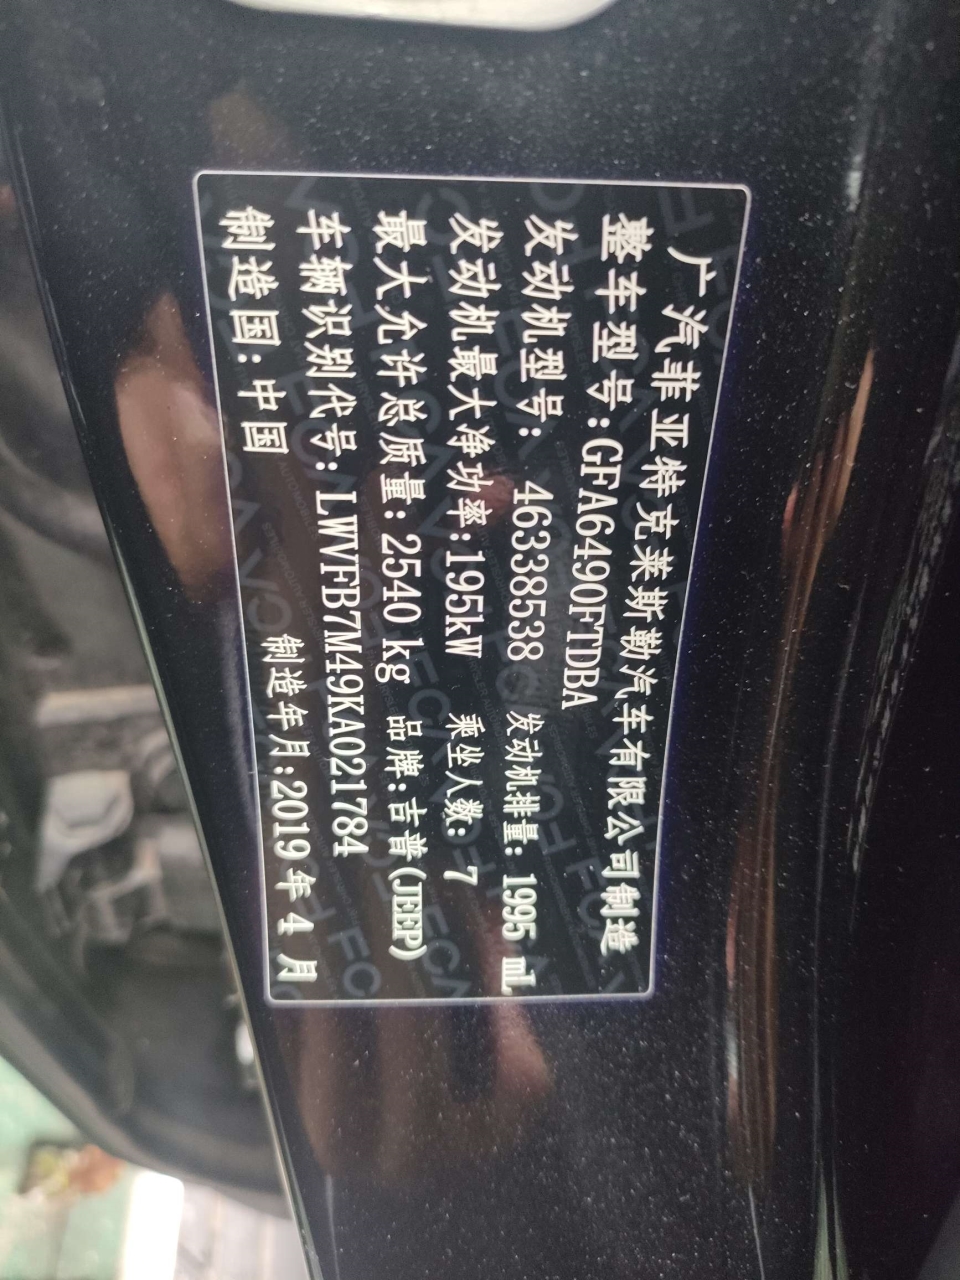 广汽菲亚特克莱斯勒汽车有限公司制造
整车型号:GFA6490FTDBA
发动机型号: 46338538 发动机排量: 1995 mL
发动机最大净功率:195kW 乘坐人数: 7
最大允许总质量: 2540 kg 品牌:吉普(JEEP)
车辆识别代号: LWVFB7M49KA021784
制造国: 中国 制造年月:2019 年 4 月